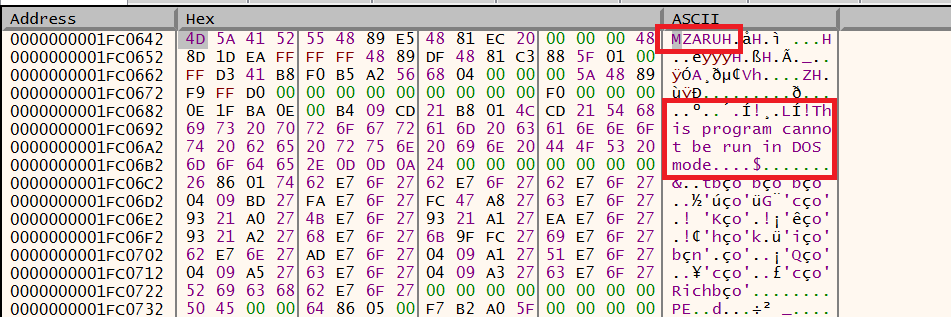 Address Hex ASCII
0000000001FC0642 4D 5A 41 52 55 48 89 E5 48 81 EC 20 00 00 00 48 MZARUH.åH.ì ...H
0000000001FC0652 8D 1D EA FF FF FF 48 89 DF 48 81 C3 88 5F 01 00 ..êÿÿÿH.ßH.Ã._..
0000000001FC0662 FF D3 41 B8 F0 B5 A2 56 68 04 00 00 00 5A 48 89 ÿÓA¸ðµ¢Vh....ZH.
0000000001FC0672 F9 FF D0 00 00 00 00 00 00 00 00 00 F0 00 00 00 ùÿÐ.........ð...
0000000001FC0682 0E 1F BA 0E 00 B4 09 CD 21 B8 01 4C CD 21 54 68 ..º..´.Í!¸.LÍ!Th
0000000001FC0692 69 73 20 70 72 6F 67 72 61 6D 20 63 61 6E 6E 6F is program canno
0000000001FC06A2 74 20 62 65 20 72 75 6E 20 69 6E 20 44 4F 53 20 t be run in DOS
0000000001FC06B2 6D 6F 64 65 2E 0D 0D 0A 24 00 00 00 00 00 00 00 mode....$.......
0000000001FC06C2 26 86 01 74 62 E7 6F 27 62 E7 6F 27 62 E7 6F 27 &..tbço'bço'bço'
0000000001FC06D2 04 09 BD 27 FA E7 6F 27 FC 47 A8 27 63 E7 6F 27 ..½'úço'üG¨'cço'
0000000001FC06E2 93 21 A0 27 4B E7 6F 27 93 21 A1 27 EA E7 6F 27 .! 'Kço'.!¡'êço'
0000000001FC06F2 93 21 A2 27 68 E7 6F 27 6B 9F FC 27 69 E7 6F 27 .!¢'hço'k.ü'iço'
0000000001FC0702 62 E7 6E 27 AD E7 6F 27 04 09 A1 27 51 E7 6F 27 bçn'.ço'..¡'Qço'
0000000001FC0712 04 09 A5 27 63 E7 6F 27 04 09 A3 27 63 E7 6F 27 ..¥'cço'..£'cço'
0000000001FC0722 52 69 63 68 62 E7 6F 27 00 00 00 00 00 00 00 00 Richbço'........
0000000001FC0732 50 45 00 00 64 86 05 00 F7 B2 A0 5F 00 00 00 00 PE..d...÷² _....